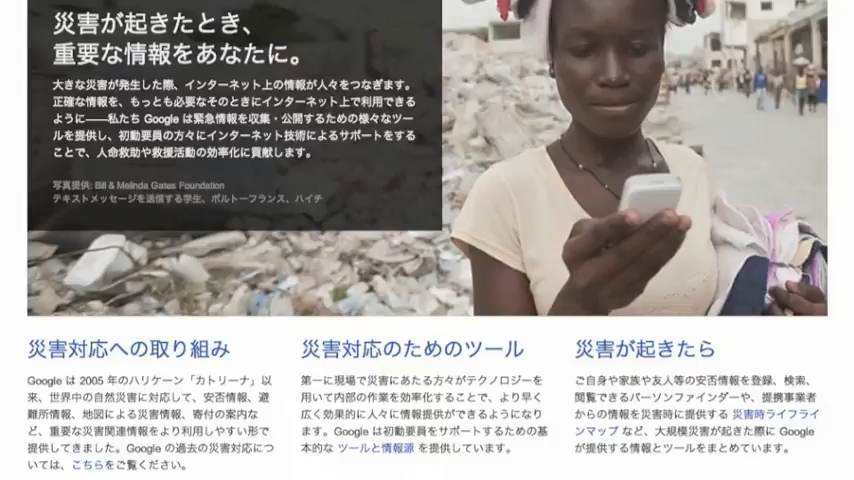 災害が起きたとき、
重要な情報をあなたに。
大きな災害が発生した際、インターネット上の情報が人々をつなぎます。
正確な情報を、もっとも必要なそのときにインターネット上で利用できる
ように——私たち Google は緊急情報を収集・公開するための様々なツー
ルを提供し、初動要員の方々にインターネット技術によるサポートをする
ことで、人命救助や救援活動の効率化に貢献します。
写真提供: Bill & Melinda Gates Foundation
テキストメッセージを送信する学生、ポルトーフランス、ハイチ
災害対応への取り組み
Google は 2005 年のハリケーン「カトリーナ」以
来、世界中の自然災害に対応して、安否情報、避
難所情報、地図による災害情報、寄付の案内な
ど、重要な災害関連情報をより利用しやすい形で
提供してきました。Google の過去の災害対応につ
いては、こちらをご覧ください。
災害対応のためのツール
第一に現場で災害にあたる方々がテクノロジーを
用いて内部の作業を効率化することで、より早く
広く効果的に人々に情報提供ができるようになり
ます。Google は初動要員をサポートするための基
本的な ツールと情報源 を提供しています。
災害が起きたら
ご自身や家族や友人等の安否情報を登録、検索、
閲覧できるパーソンファインダーや、提携事業者
からの情報を災害時に提供する 災害時ライフライ
ンマップ など、大規模災害が起きた際に Google
が提供する情報とツールをまとめています。